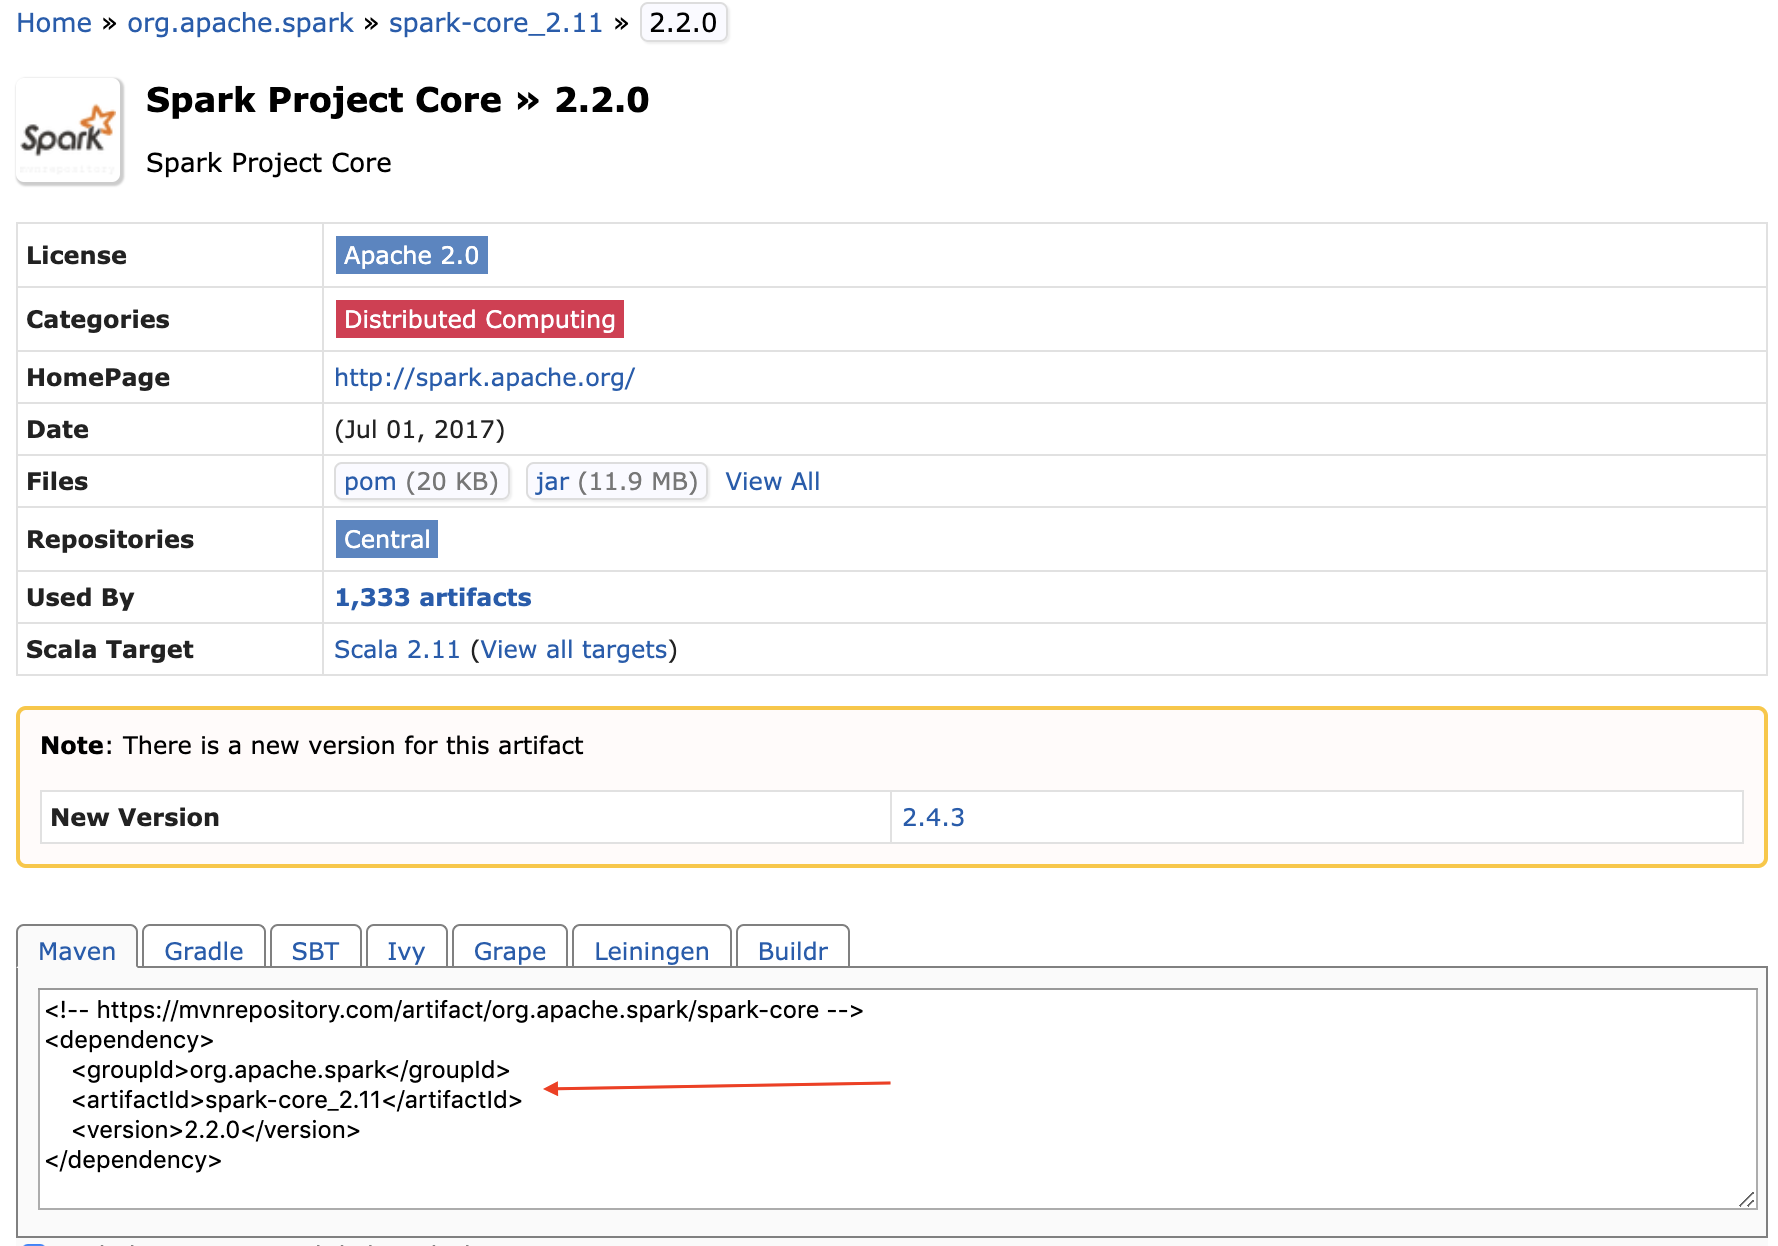 Home » org.apache.spark » spark-core_2.11 » 2.2.0
Spark
mvnrepository
Spark Project Core » 2.2.0
Spark Project Core
License Apache 2.0
Categories Distributed Computing
HomePage http://spark.apache.org/
Date (Jul 01, 2017)
Files pom (20 KB) jar (11.9 MB) View All
Repositories Central
Used By 1,333 artifacts
Scala Target Scala 2.11 (View all targets)
Note: There is a new version for this artifact
New Version 2.4.3
Maven Gradle SBT Ivy Grape Leiningen Buildr
<!-- https://mvnrepository.com/artifact/org.apache.spark/spark-core -->
<dependency>
    <groupId>org.apache.spark</groupId>
    <artifactId>spark-core_2.11</artifactId>
    <version>2.2.0</version>
</dependency>